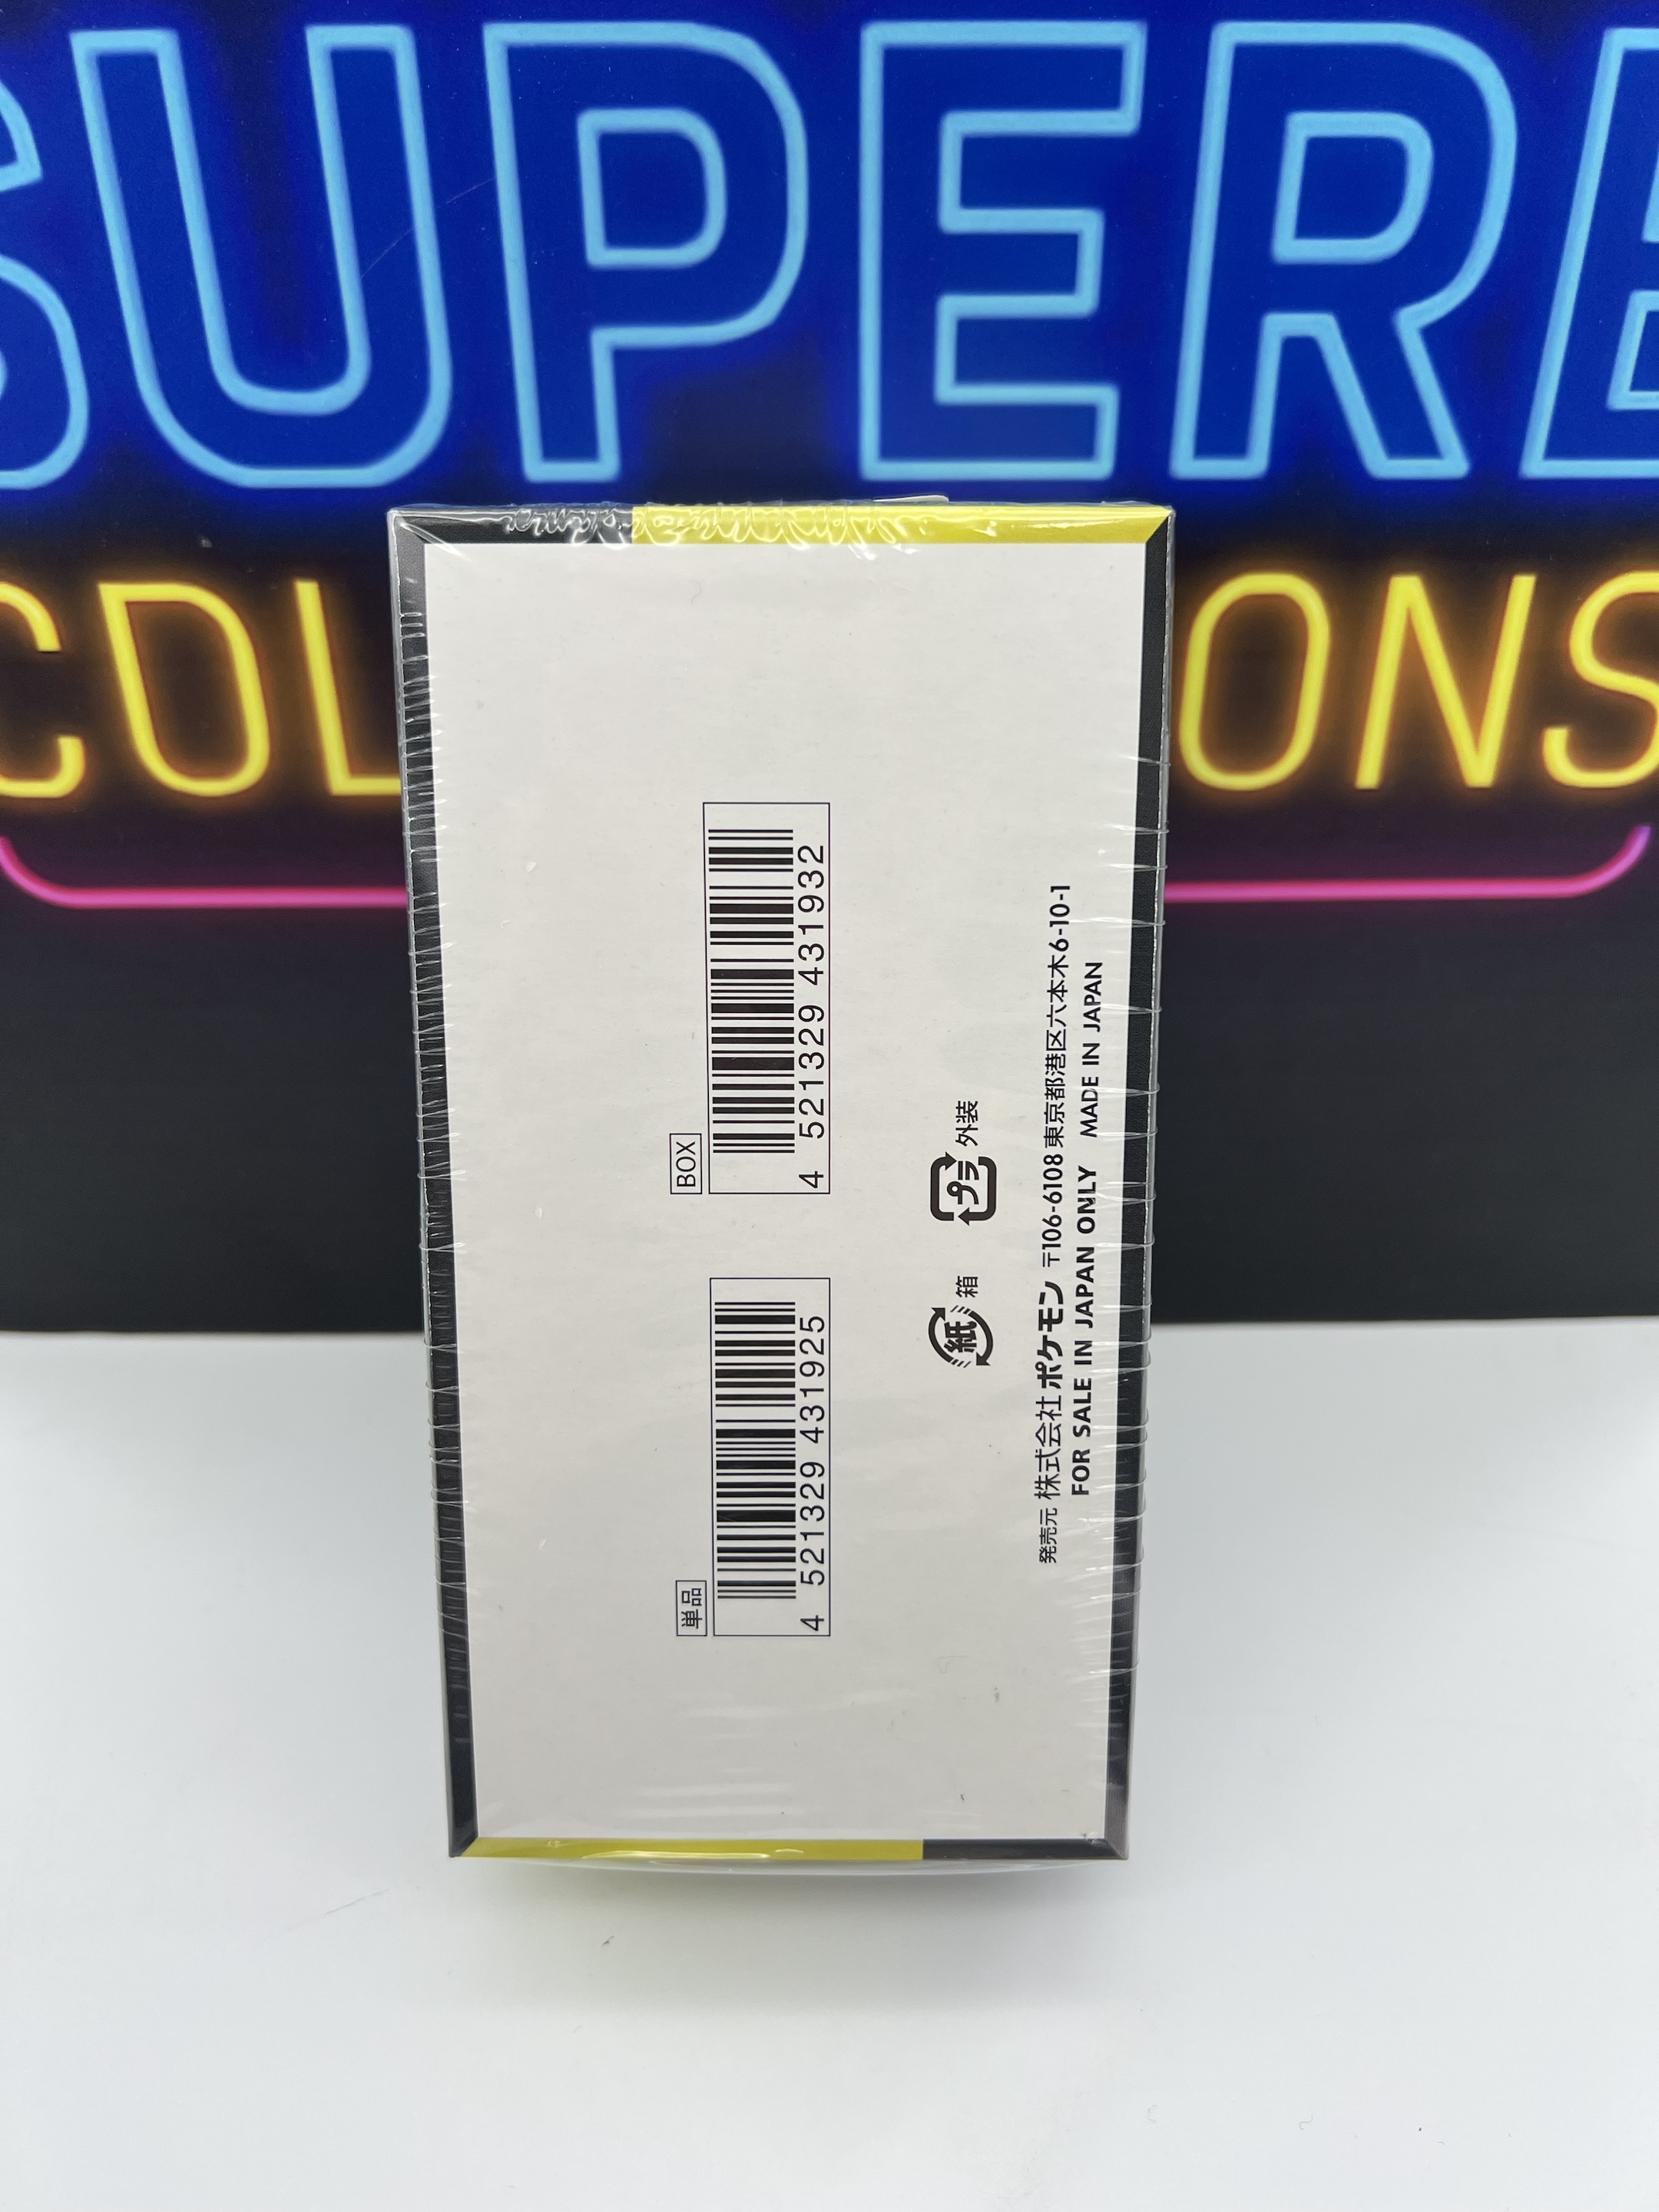 SUPERB
COL ONS
BOX
4 521329 431932
単品
4 521329 431925
紙 箱
プラ 外装
発売元 株式会社ポケモン 〒106-6108 東京都港区六本木6-10-1
FOR SALE IN JAPAN ONLY MADE IN JAPAN